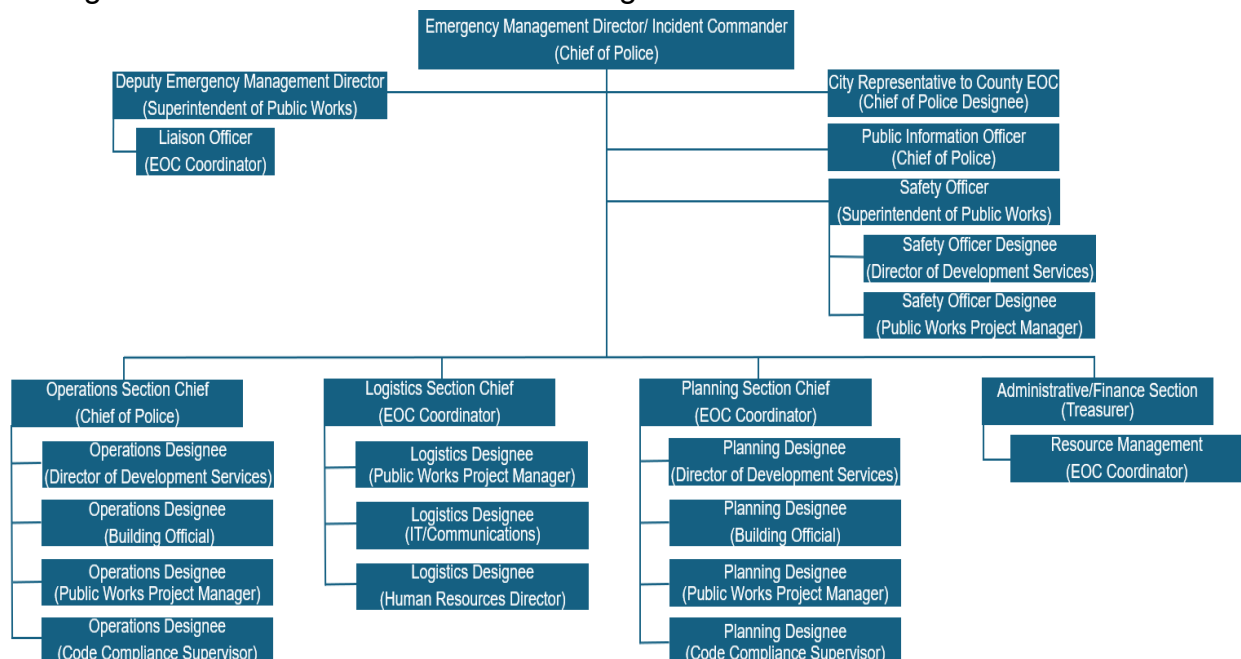 Emergency Management Director/ Incident Commander
(Chief of Police)
Deputy Emergency Management Director
(Superintendent of Public Works)
Liaison Officer
(EOC Coordinator)
City Representative to County EOC
(Chief of Police Designee)
Public Information Officer
(Chief of Police)
Safety Officer
(Superintendent of Public Works)
Safety Officer Designee
(Director of Development Services)
Safety Officer Designee
(Public Works Project Manager)
Operations Section Chief
(Chief of Police)
Operations Designee
(Director of Development Services)
Operations Designee
(Building Official)
Operations Designee
(Public Works Project Manager)
Operations Designee
(Code Compliance Supervisor)
Logistics Section Chief
(EOC Coordinator)
Logistics Designee
(Public Works Project Manager)
Logistics Designee
(IT/Communications)
Logistics Designee
(Human Resources Director)
Planning Section Chief
(EOC Coordinator)
Planning Designee
(Director of Development Services)
Planning Designee
(Building Official)
Planning Designee
(Public Works Project Manager)
Planning Designee
(Code Compliance Supervisor)
Administrative/Finance Section
(Treasurer)
Resource Management
(EOC Coordinator)